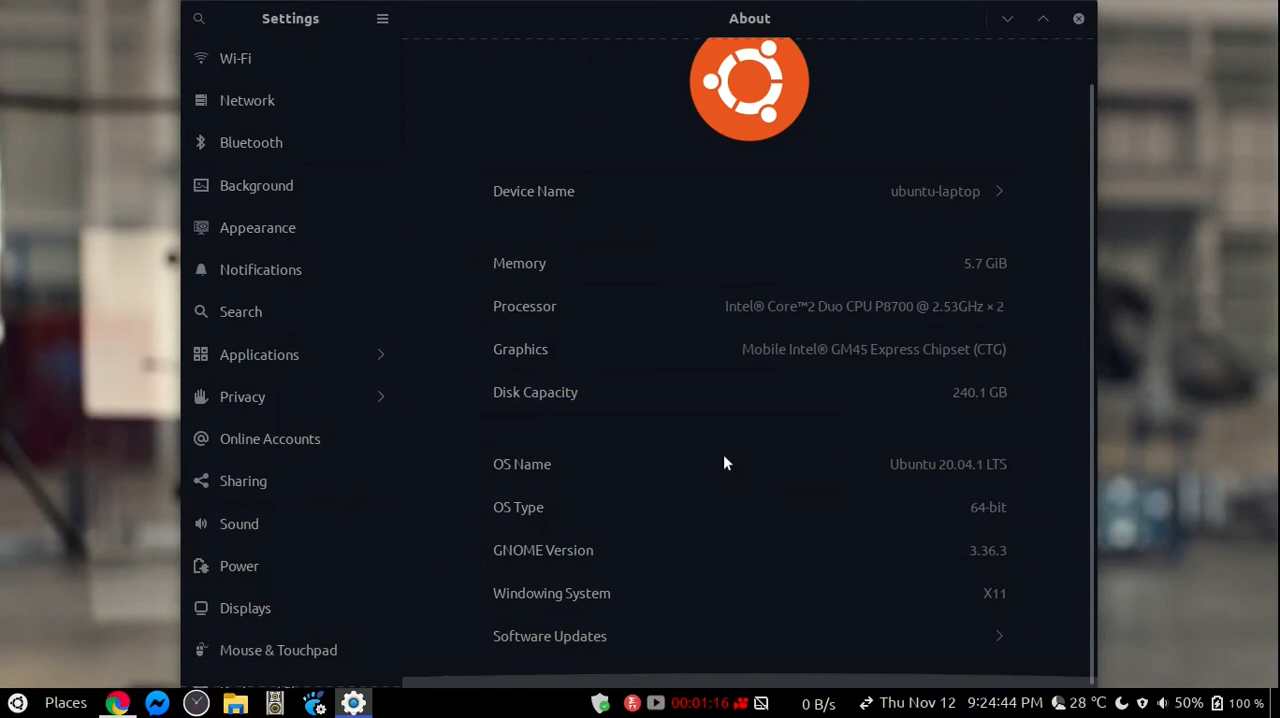 Settings
About
Wi-Fi
Network
Bluetooth
Background
Appearance
Notifications
Search
Applications
Privacy
Online Accounts
Sharing
Sound
Power
Displays
Mouse & Touchpad
Device Name ubuntu-laptop
Memory 5.7 GiB
Processor Intel® Core™2 Duo CPU P8700 @ 2.53GHz × 2
Graphics Mobile Intel® GM45 Express Chipset (CTG)
Disk Capacity 240.1 GB
OS Name Ubuntu 20.04.1 LTS
OS Type 64-bit
GNOME Version 3.36.3
Windowing System X11
Software Updates
Places 00:01:16 0 B/s Thu Nov 12 9:24:44 PM 28 °C 50% 100 %